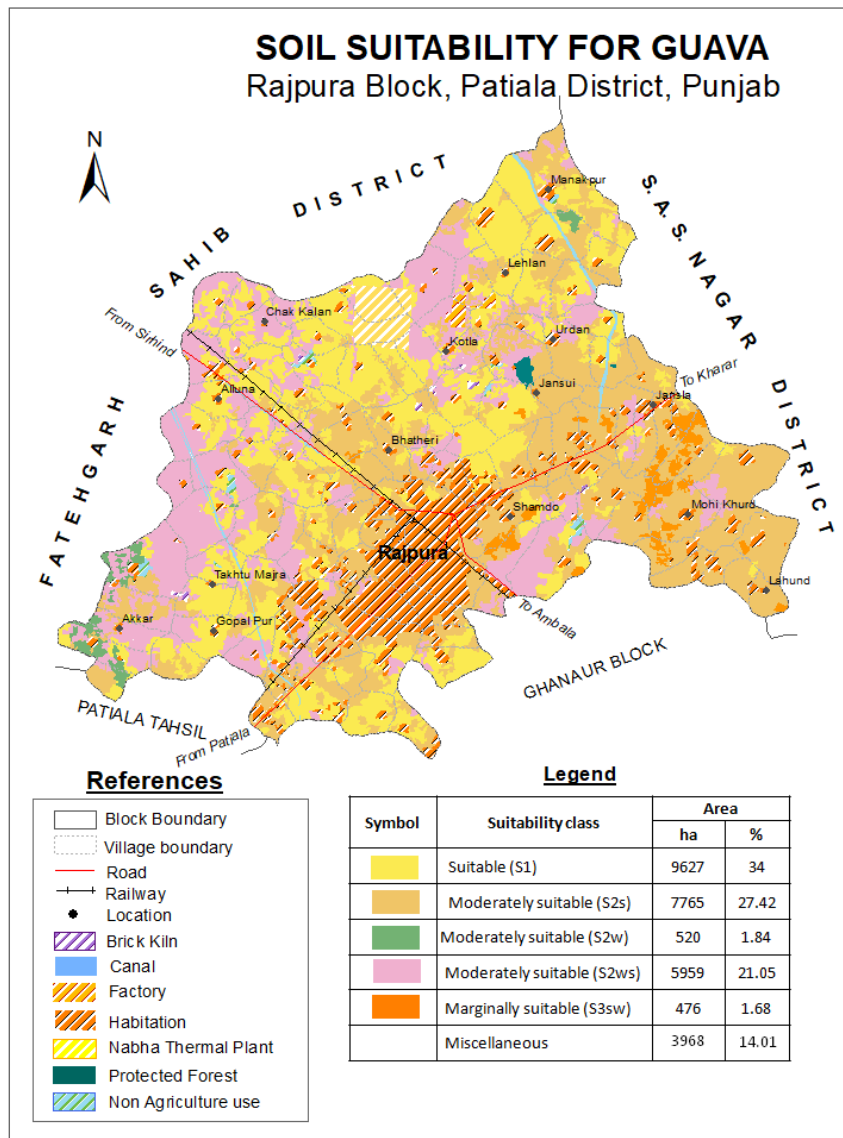 SOIL SUITABILITY FOR GUAVA
Rajpura Block, Patiala District, Punjab
N
FATEHGARH SAHIB DISTRICT
S.A.S. NAGAR DISTRICT
Manakpur
Lehlan
Chak Kalan
From Sirhind
Kotla
Urdan
Alluna
Jansui
To Kharar
Jansla
Bhatheri
Shamdo
Mohi Khurd
Rajpura
Takhtu Majra
Lahund
Akkar
Gopal Pur
To Ambala
GHANAUR BLOCK
PATIALA TAHSIL
From Patiala
References
Block Boundary
Village boundary
Road
Railway
Location
Brick Kiln
Canal
Factory
Habitation
Nabha Thermal Plant
Protected Forest
Non Agriculture use
Legend
Symbol Suitability class Area
ha %
Suitable (S1) 9627 34
Moderately suitable (S2s) 7765 27.42
Moderately suitable (S2w) 520 1.84
Moderately suitable (S2ws) 5959 21.05
Marginally suitable (S3sw) 476 1.68
Miscellaneous 3968 14.01